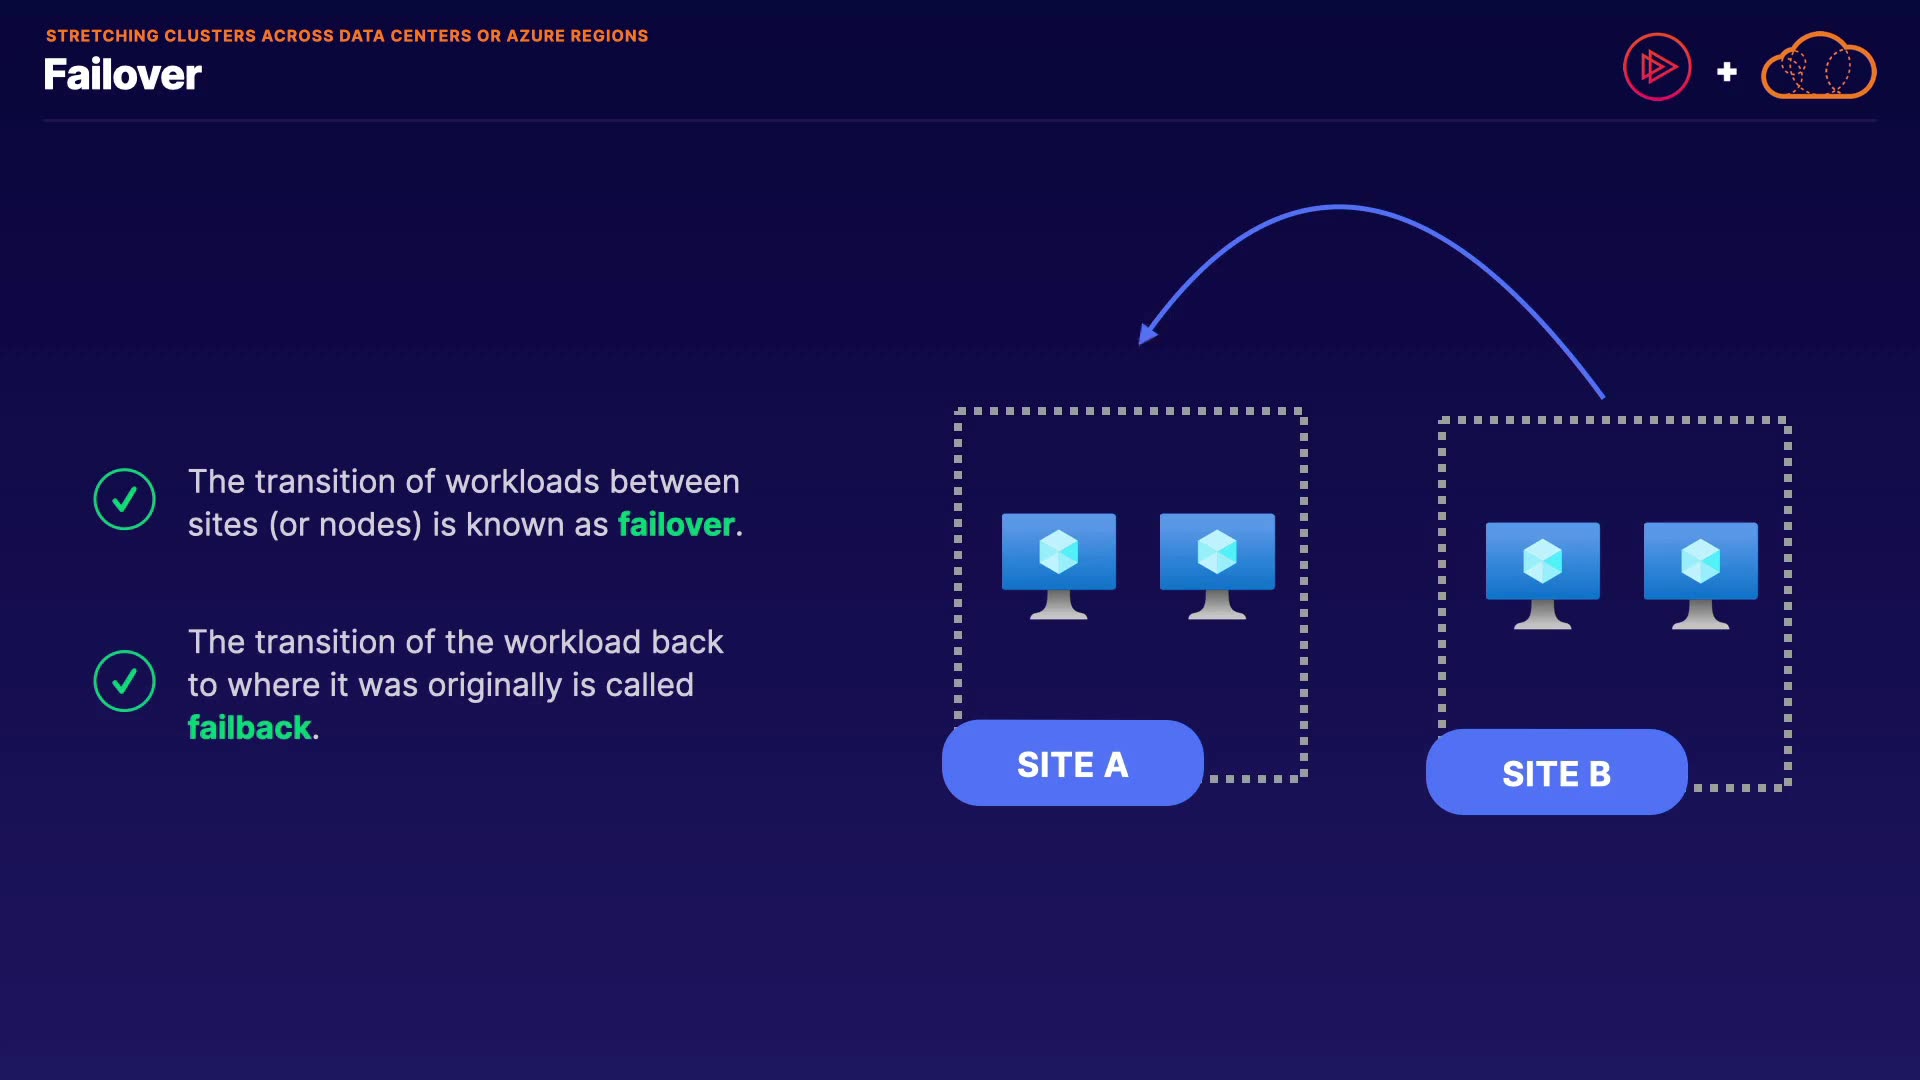 STRETCHING CLUSTERS ACROSS DATA CENTERS OR AZURE REGIONS
Failover
The transition of workloads between
sites (or nodes) is known as failover.
The transition of the workload back
to where it was originally is called
failback.
SITE A
SITE B